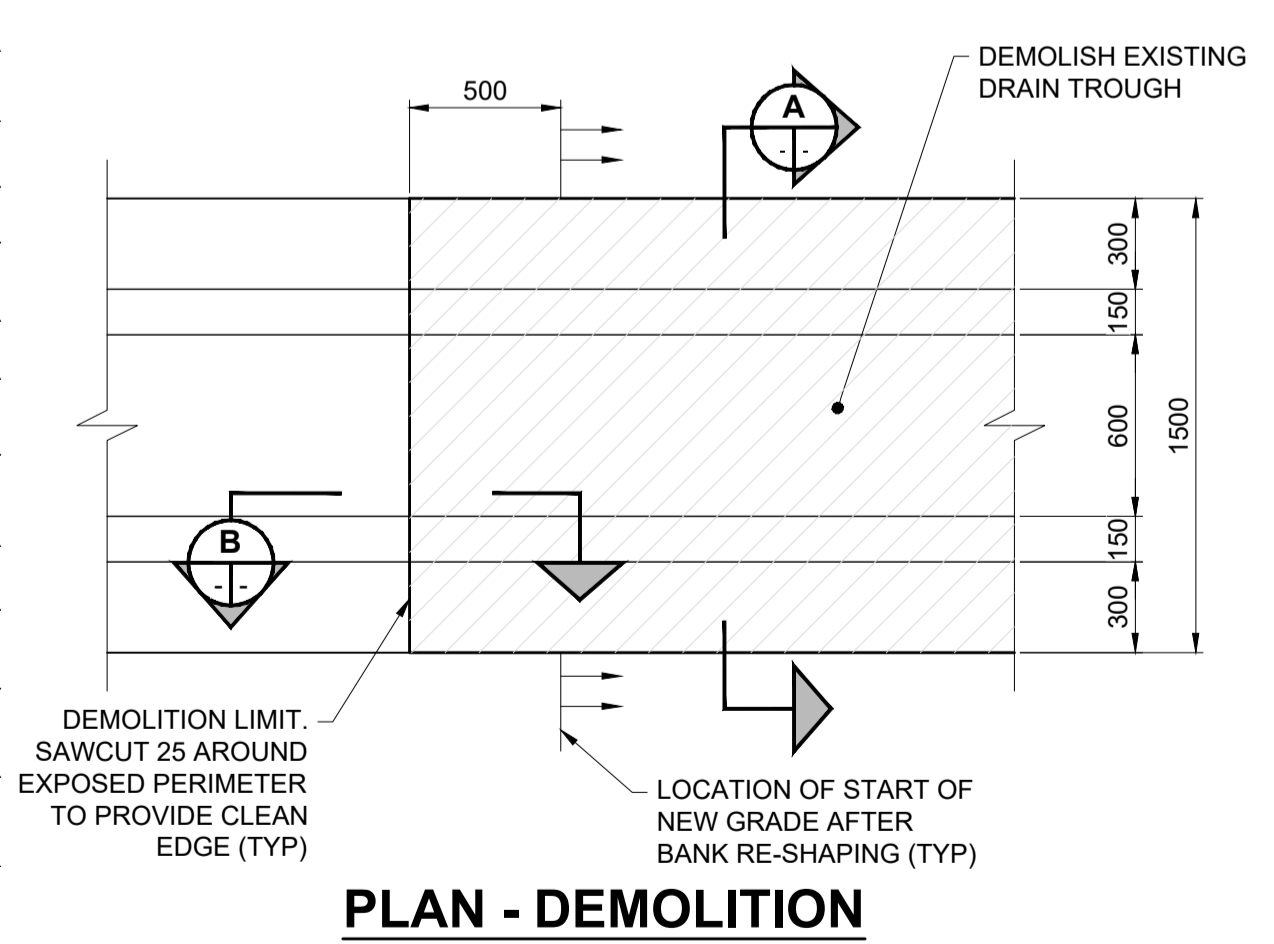 DEMOLISH EXISTING
DRAIN TROUGH
500
A
- -
300
150
600
1500
150
300
B
- -
DEMOLITION LIMIT.
SAWCUT 25 AROUND
EXPOSED PERIMETER
TO PROVIDE CLEAN
EDGE (TYP)
LOCATION OF START OF
NEW GRADE AFTER
BANK RE-SHAPING (TYP)
PLAN - DEMOLITION